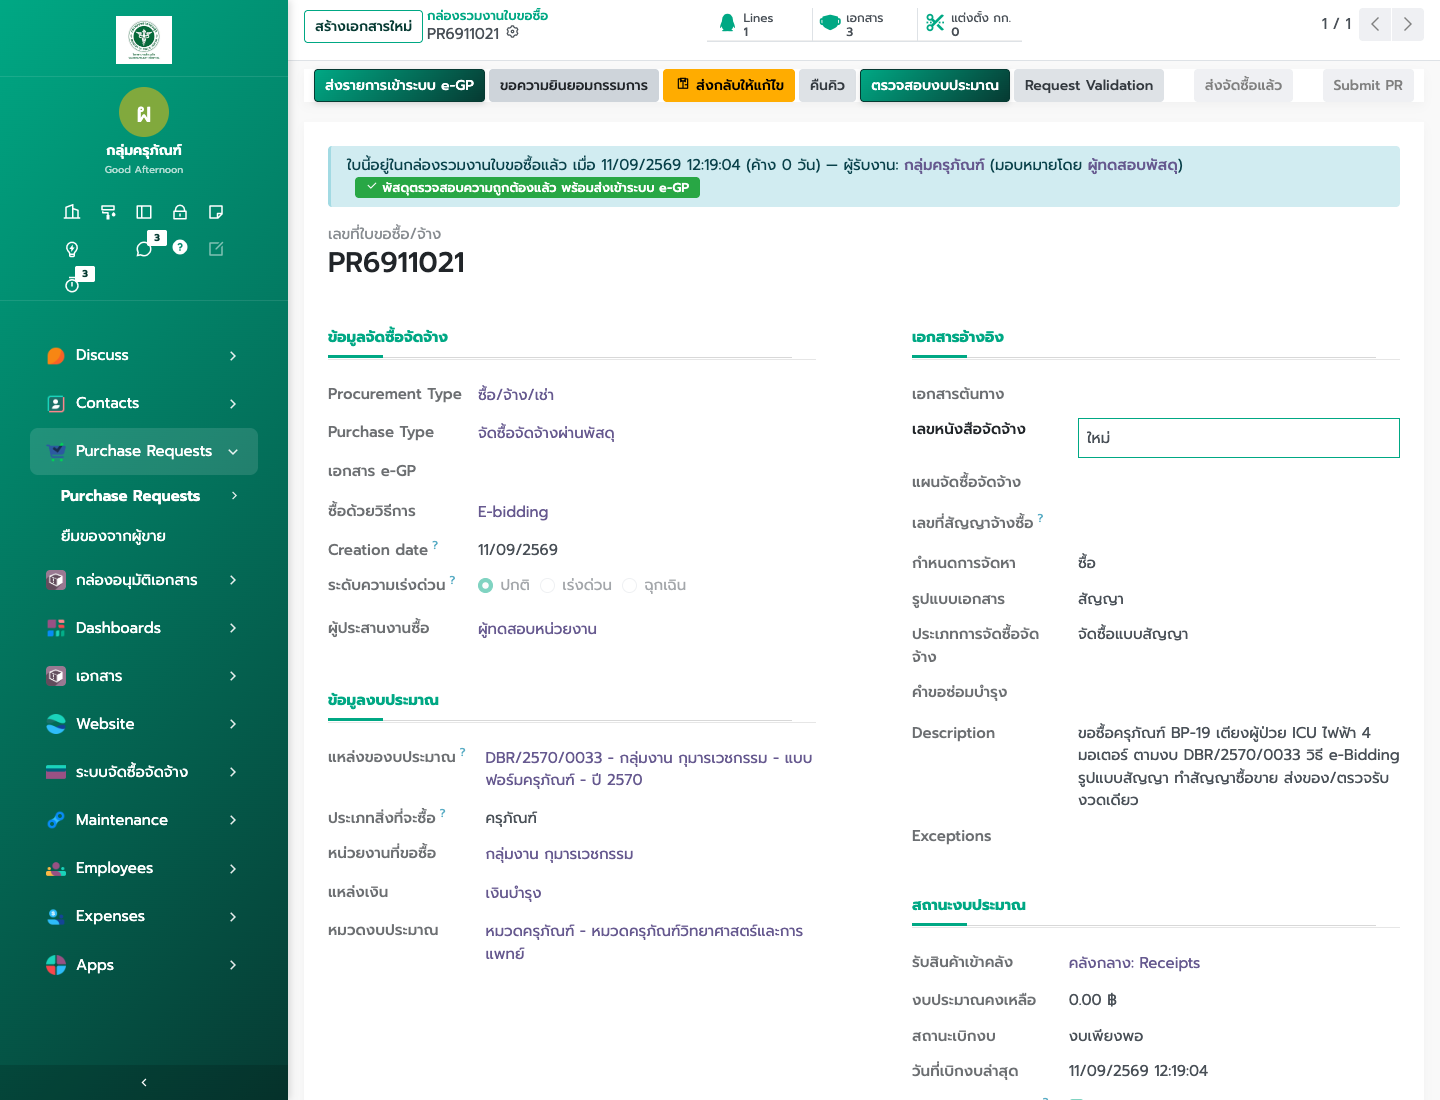 สร้างเอกสารใหม่
กล่องรวมงานใบขอซื้อ
PR6911021
Lines
1
เอกสาร
3
แต่งตั้ง กก.
0
1 / 1
ส่งรายการเข้าระบบ e-GP
ขอความยินยอมกรรมการ
ส่งกลับให้แก้ไข
คืนคิว
ตรวจสอบงบประมาณ
Request Validation
ส่งจัดซื้อแล้ว
Submit PR
ผ
กลุ่มครุภัณฑ์
Good Afternoon
3
3
Discuss
Contacts
Purchase Requests
Purchase Requests
ยืมของจากผู้ขาย
กล่องอนุมัติเอกสาร
Dashboards
เอกสาร
Website
ระบบจัดซื้อจัดจ้าง
Maintenance
Employees
Expenses
Apps
ใบนี้อยู่ในกล่องรวมงานใบขอซื้อแล้ว เมื่อ 11/09/2569 12:19:04 (ค้าง 0 วัน) — ผู้รับงาน: กลุ่มครุภัณฑ์ (มอบหมายโดย ผู้ทดสอบพัสดุ)
พัสดุตรวจสอบความถูกต้องแล้ว พร้อมส่งเข้าระบบ e-GP
เลขที่ใบขอซื้อ/จ้าง
PR6911021
ข้อมูลจัดซื้อจัดจ้าง
Procurement Type ซื้อ/จ้าง/เช่า
Purchase Type จัดซื้อจัดจ้างผ่านพัสดุ
เอกสาร e-GP
ซื้อด้วยวิธีการ E-bidding
Creation date ? 11/09/2569
ระดับความเร่งด่วน ? ปกติ เร่งด่วน ฉุกเฉิน
ผู้ประสานงานซื้อ ผู้ทดสอบหน่วยงาน
ข้อมูลงบประมาณ
แหล่งของบประมาณ ? DBR/2570/0033 - กลุ่มงาน กุมารเวชกรรม - แบบ
ฟอร์มครุภัณฑ์ - ปี 2570
ประเภทสิ่งที่จะซื้อ ? ครุภัณฑ์
หน่วยงานที่ขอซื้อ กลุ่มงาน กุมารเวชกรรม
แหล่งเงิน เงินบำรุง
หมวดงบประมาณ หมวดครุภัณฑ์ - หมวดครุภัณฑ์วิทยาศาสตร์และการ
แพทย์
เอกสารอ้างอิง
เอกสารต้นทาง
เลขหนังสือจัดจ้าง ใหม่
แผนจัดซื้อจัดจ้าง
เลขที่สัญญาจ้างซื้อ ?
กำหนดการจัดหา ซื้อ
รูปแบบเอกสาร สัญญา
ประเภทการจัดซื้อจัด จัดซื้อแบบสัญญา
จ้าง
คำขอซ่อมบำรุง
Description ขอซื้อครุภัณฑ์ BP-19 เตียงผู้ป่วย ICU ไฟฟ้า 4
มอเตอร์ ตามงบ DBR/2570/0033 วิธี e-Bidding
รูปแบบสัญญา ทำสัญญาซื้อขาย ส่งของ/ตรวจรับ
งวดเดียว
Exceptions
สถานะงบประมาณ
รับสินค้าเข้าคลัง คลังกลาง: Receipts
งบประมาณคงเหลือ 0.00 ฿
สถานะเบิกงบ งบเพียงพอ
วันที่เบิกงบล่าสุด 11/09/2569 12:19:04